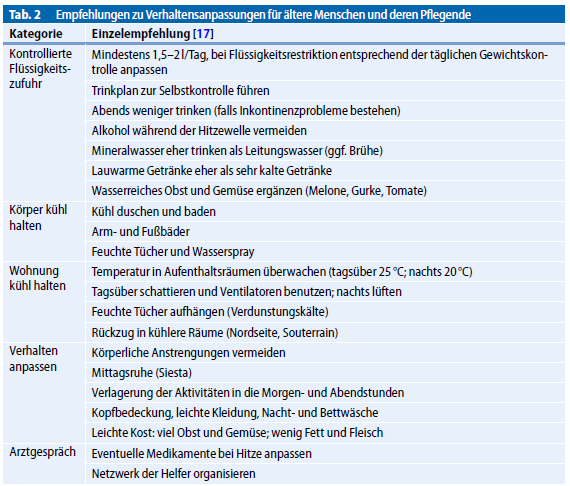 Tab. 2 Empfehlungen zu Verhaltensanpassungen für ältere Menschen und deren Pflegende
Kategorie Einzelempfehlung [17]
Kontrollierte Flüssigkeits-zufuhr Mindestens 1,5–2 l/Tag, bei Flüssigkeitsrestriktion entsprechend der täglichen Gewichtskon-
trolle anpassen
Trinkplan zur Selbstkontrolle führen
Abends weniger trinken (falls Inkontinenzprobleme bestehen)
Alkohol während der Hitzewelle vermeiden
Mineralwasser eher trinken als Leitungswasser (ggf. Brühe)
Lauwarme Getränke eher als sehr kalte Getränke
Wasserreiches Obst und Gemüse ergänzen (Melone, Gurke, Tomate)
Körper kühl halten Kühl duschen und baden
Arm- und Fußbäder
Feuchte Tücher und Wasserspray
Wohnung kühl halten Temperatur in Aufenthaltsräumen überwachen (tagsüber 25 °C; nachts 20 °C)
Tagsüber schattieren und Ventilatoren benutzen; nachts lüften
Feuchte Tücher aufhängen (Verdunstungskälte)
Rückzug in kühlere Räume (Nordseite, Souterrain)
Verhalten anpassen Körperliche Anstrengungen vermeiden
Mittagsruhe (Siesta)
Verlagerung der Aktivitäten in die Morgen- und Abendstunden
Kopfbedeckung, leichte Kleidung, Nacht- und Bettwäsche
Leichte Kost: viel Obst und Gemüse; wenig Fett und Fleisch
Arztgespräch Eventuelle Medikamente bei Hitze anpassen
Netzwerk der Helfer organisieren